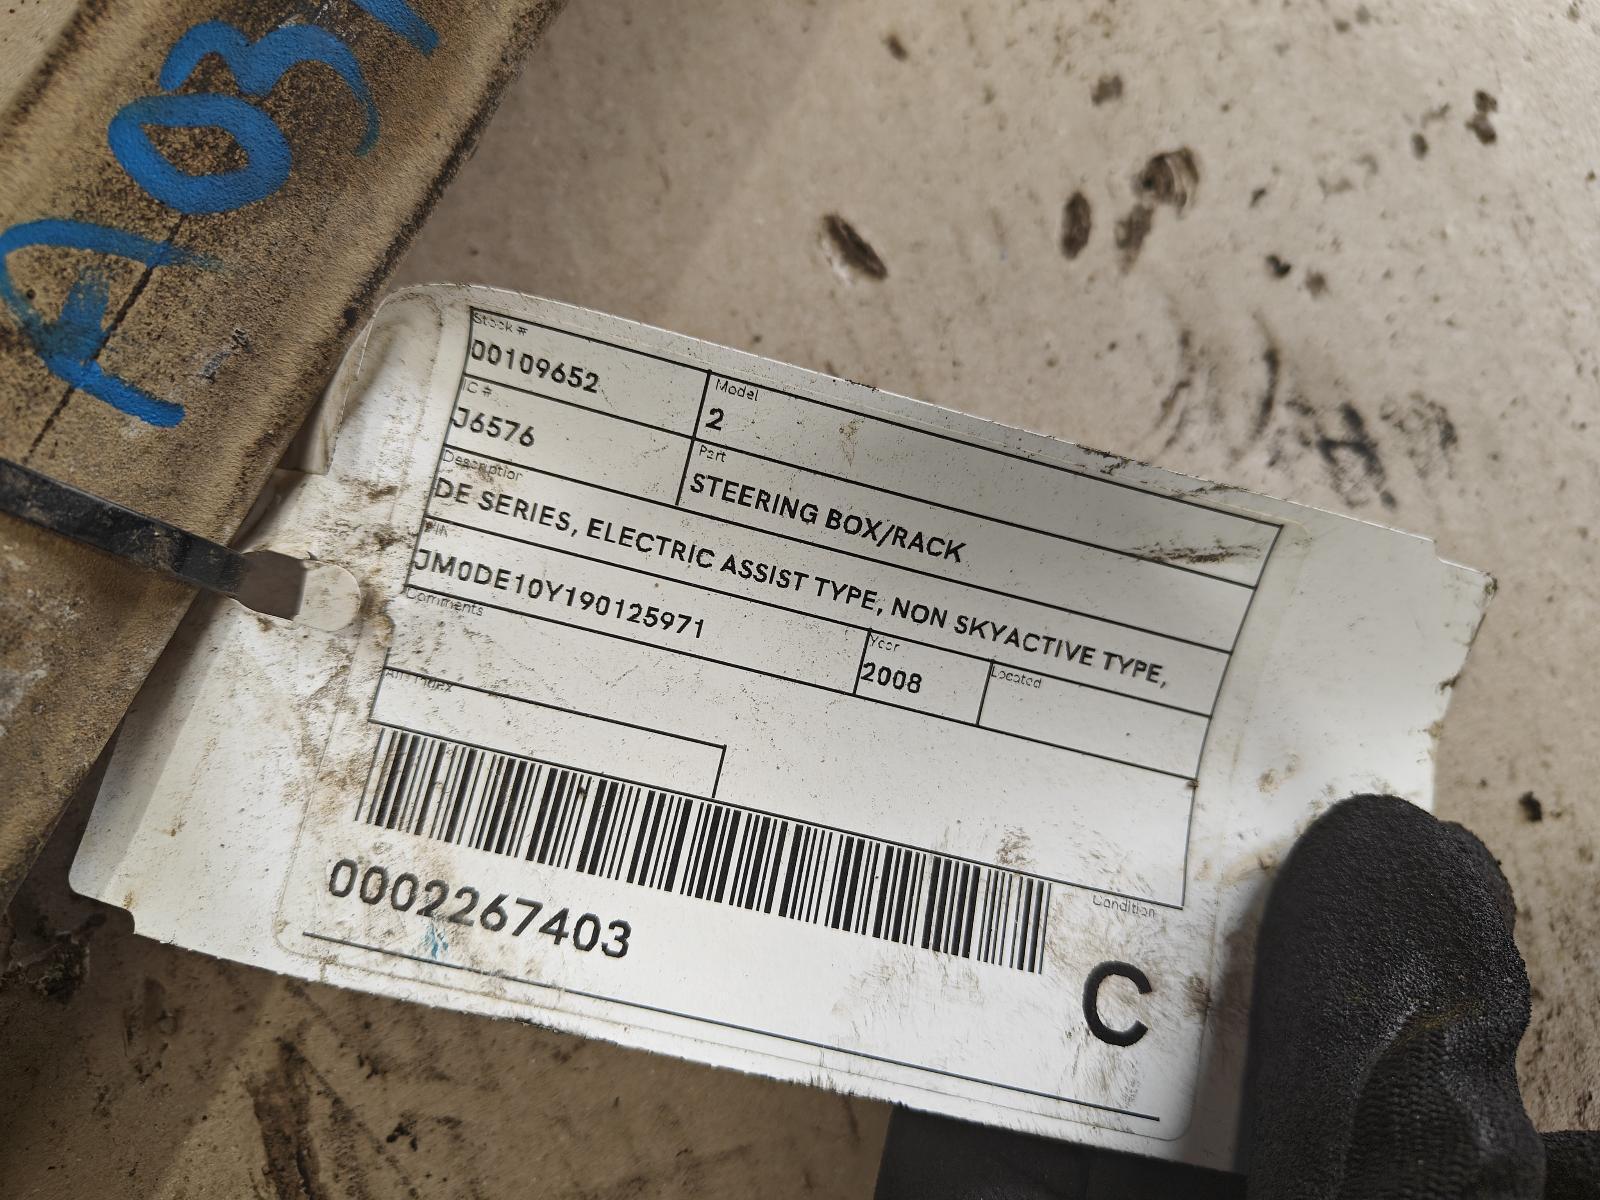 A03
Stock #
00109652
Model
2
IC #
J6576
Part
STEERING BOX/RACK
Description
DE SERIES, ELECTRIC ASSIST TYPE, NON SKYACTIVE TYPE,
JM0DE10Y190125971
Year
2008
Located
Comments
0002267403
Condition
C